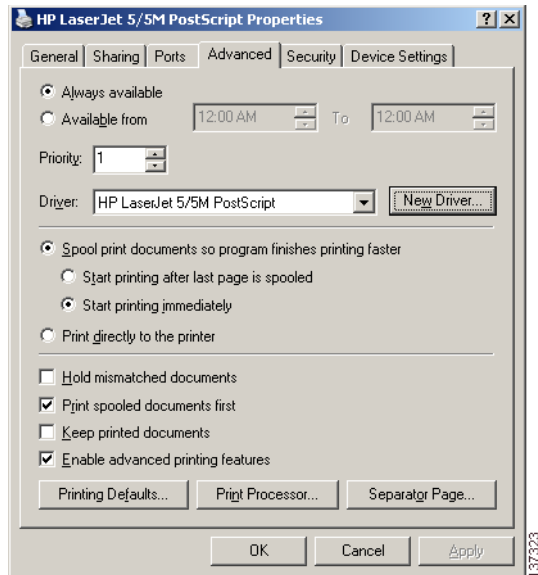 HP LaserJet 5/5M PostScript Properties
General Sharing Ports Advanced Security Device Settings
Always available
Available from 12:00 AM To 12:00 AM
Priority: 1
Driver: HP LaserJet 5/5M PostScript New Driver...
Spool print documents so program finishes printing faster
Start printing after last page is spooled
Start printing immediately
Print directly to the printer
Hold mismatched documents
Print spooled documents first
Keep printed documents
Enable advanced printing features
Printing Defaults... Print Processor... Separator Page...
OK Cancel Apply
137323